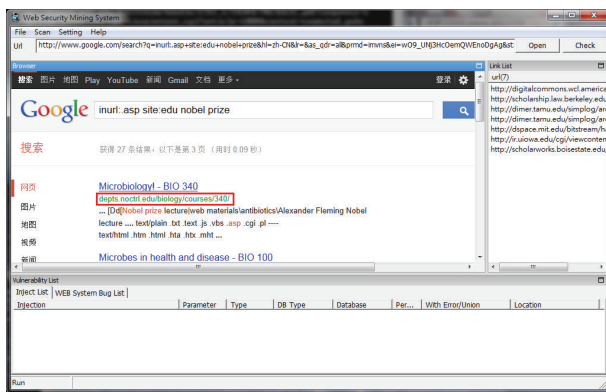 Web Security Mining System
File Scan Setting Help
Url http://www.google.com/search?q=inurl:.asp+site:edu+nobel+prize&hl=zh-CN&lr=&as_qdr=all&prmd=imvns&ei=wO9_UNj3HcOemQWEnoDgAg&st Open Check
Browser
搜索 图片 地图 Play YouTube 新闻 Gmail 文档 更多 登录
Google inurl:.asp site:edu nobel prize
搜索 获得 27 条结果,以下是第 3 页 (用时 0.09 秒)
网页
图片
地图
视频
新闻
MicrobiologyI - BIO 340
depts.noctrl.edu/biology/courses/340/
... [Dd]Nobel prize lecture|web materials\antibiotics\Alexander Fleming Nobel
lecture .... text/plain .txt .text .js .vbs .asp .cgi .pl ----
text/html .htm .html .hta .htx .mht ...
Microbes in health and disease - BIO 100
Link List
url(7)
http://digitalcommons.wcl.america
http://scholarship.law.berkeley.edu
http://dimer.tamu.edu/simplog/arc
http://dimer.tamu.edu/simplog/arc
http://dspace.mit.edu/bitstream/ha
http://ir.uiowa.edu/cgi/viewconten
http://scholarworks.boisestate.edu
Vulnerability List
Inject List WEB System Bug List
Injection Parameter Type DB Type Database Per... With Error/Union Location
Run